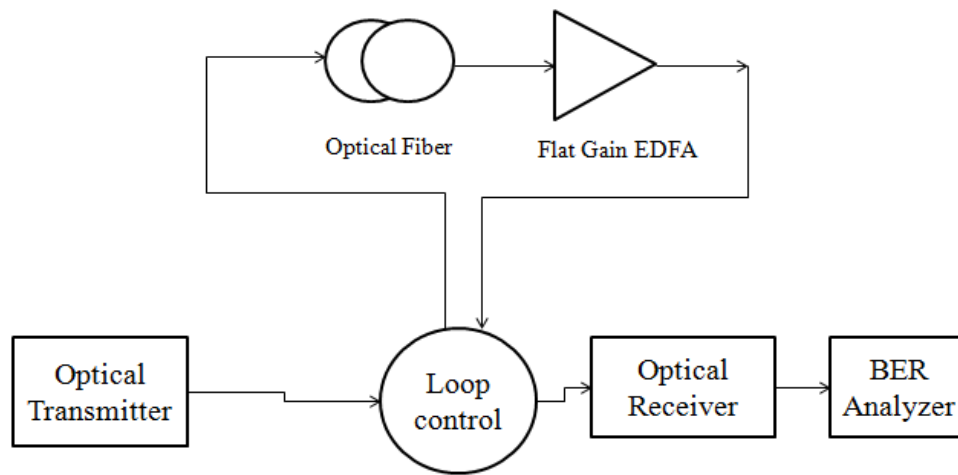 Optical Fiber
Flat Gain EDFA
Optical
Transmitter
Loop
control
Optical
Receiver
BER
Analyzer